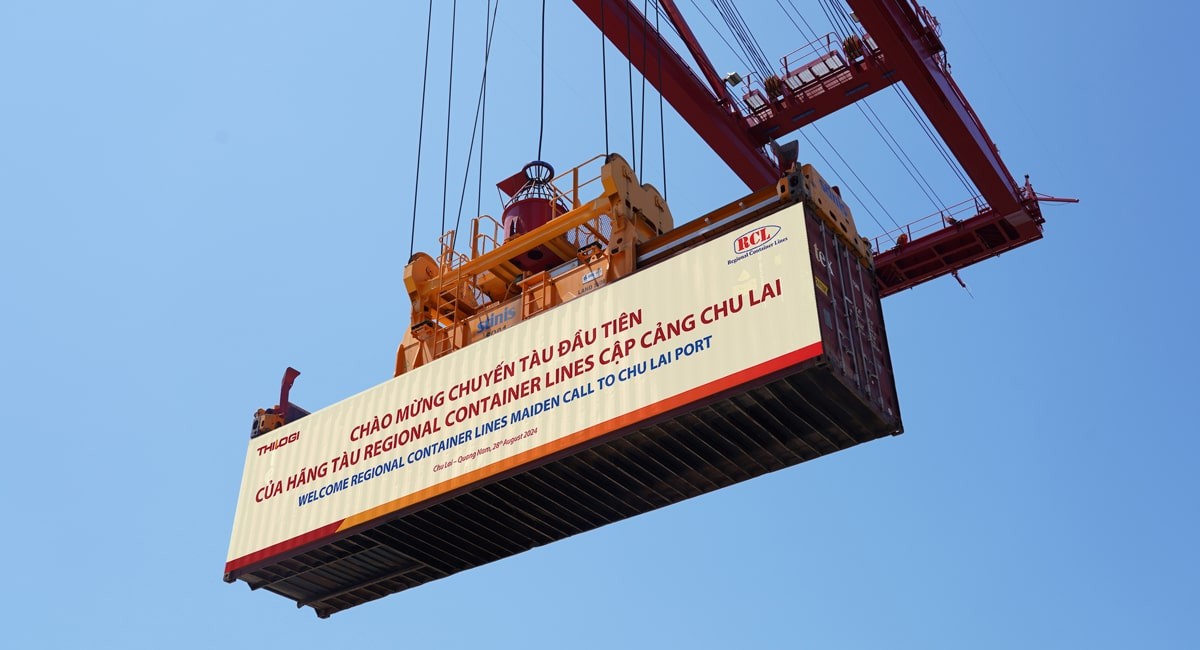 RCL
Regional Container Lines
stinis
THILOGI
CHÀO MỪNG CHUYẾN TÀU ĐẦU TIÊN
CỦA HÃNG TÀU REGIONAL CONTAINER LINES CẬP CẢNG CHU LAI
WELCOME REGIONAL CONTAINER LINES MAIDEN CALL TO CHU LAI PORT
Chu Lai – Quang Nam, 28th August 2024
tex